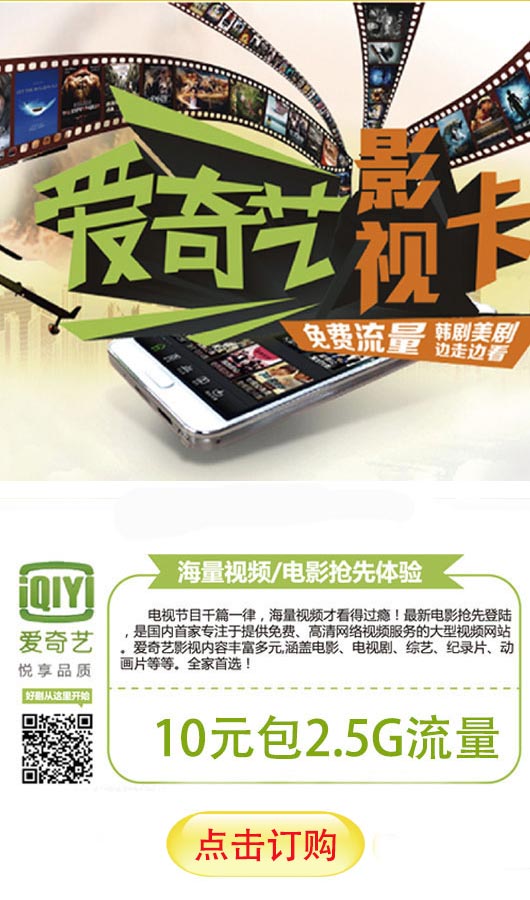 爱奇艺影视卡
免费流量 韩剧美剧
边走边看
iQIYI
爱奇艺
悦享品质
好剧从这里开始
海量视频/电影抢先体验
电视节目千篇一律，海量视频才看得过瘾！最新电影抢先登陆
，是国内首家专注于提供免费、高清网络视频服务的大型视频网站
。爱奇艺影视内容丰富多元,涵盖电影、电视剧、综艺、纪录片、动
画片等等。全家首选！
10元包2.5G流量
点击订购